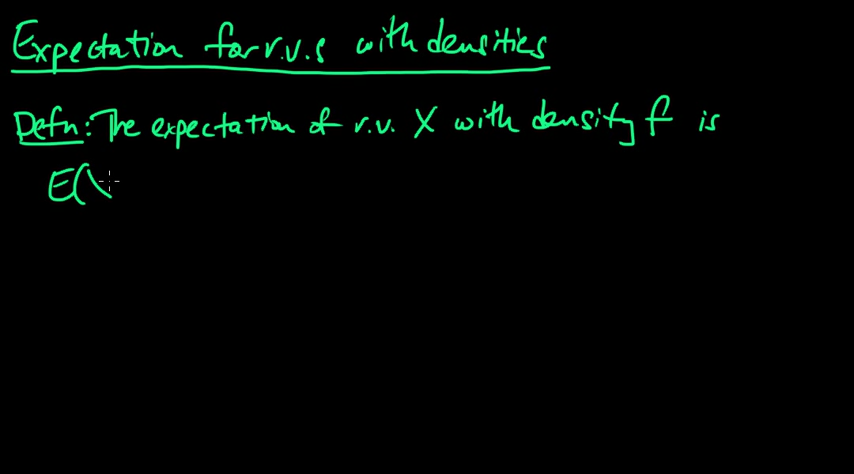 Expectation for r.v.s with densities
Defn: The expectation of r.v. X with density f is
E(